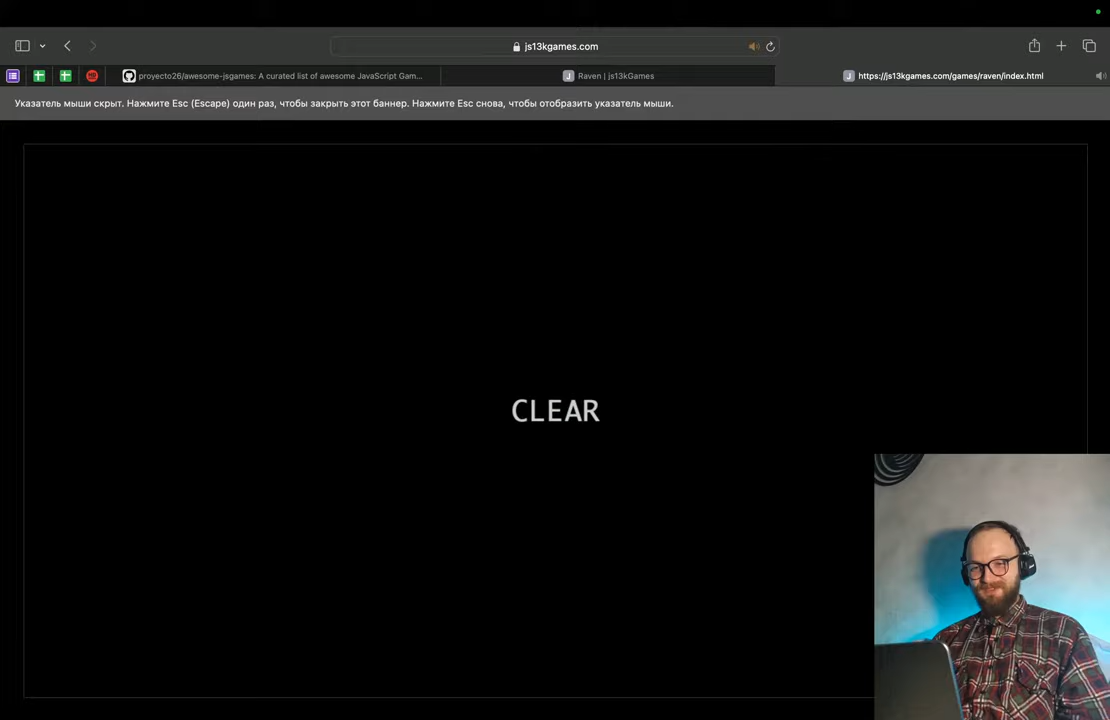 js13kgames.com
proyecto26/awesome-jsgames: A curated list of awesome JavaScript Gam...
J Raven | js13kGames
J https://js13kgames.com/games/raven/index.html
Указатель мыши скрыт. Нажмите Esc (Escape) один раз, чтобы закрыть этот баннер. Нажмите Esc снова, чтобы отобразить указатель мыши.
CLEAR